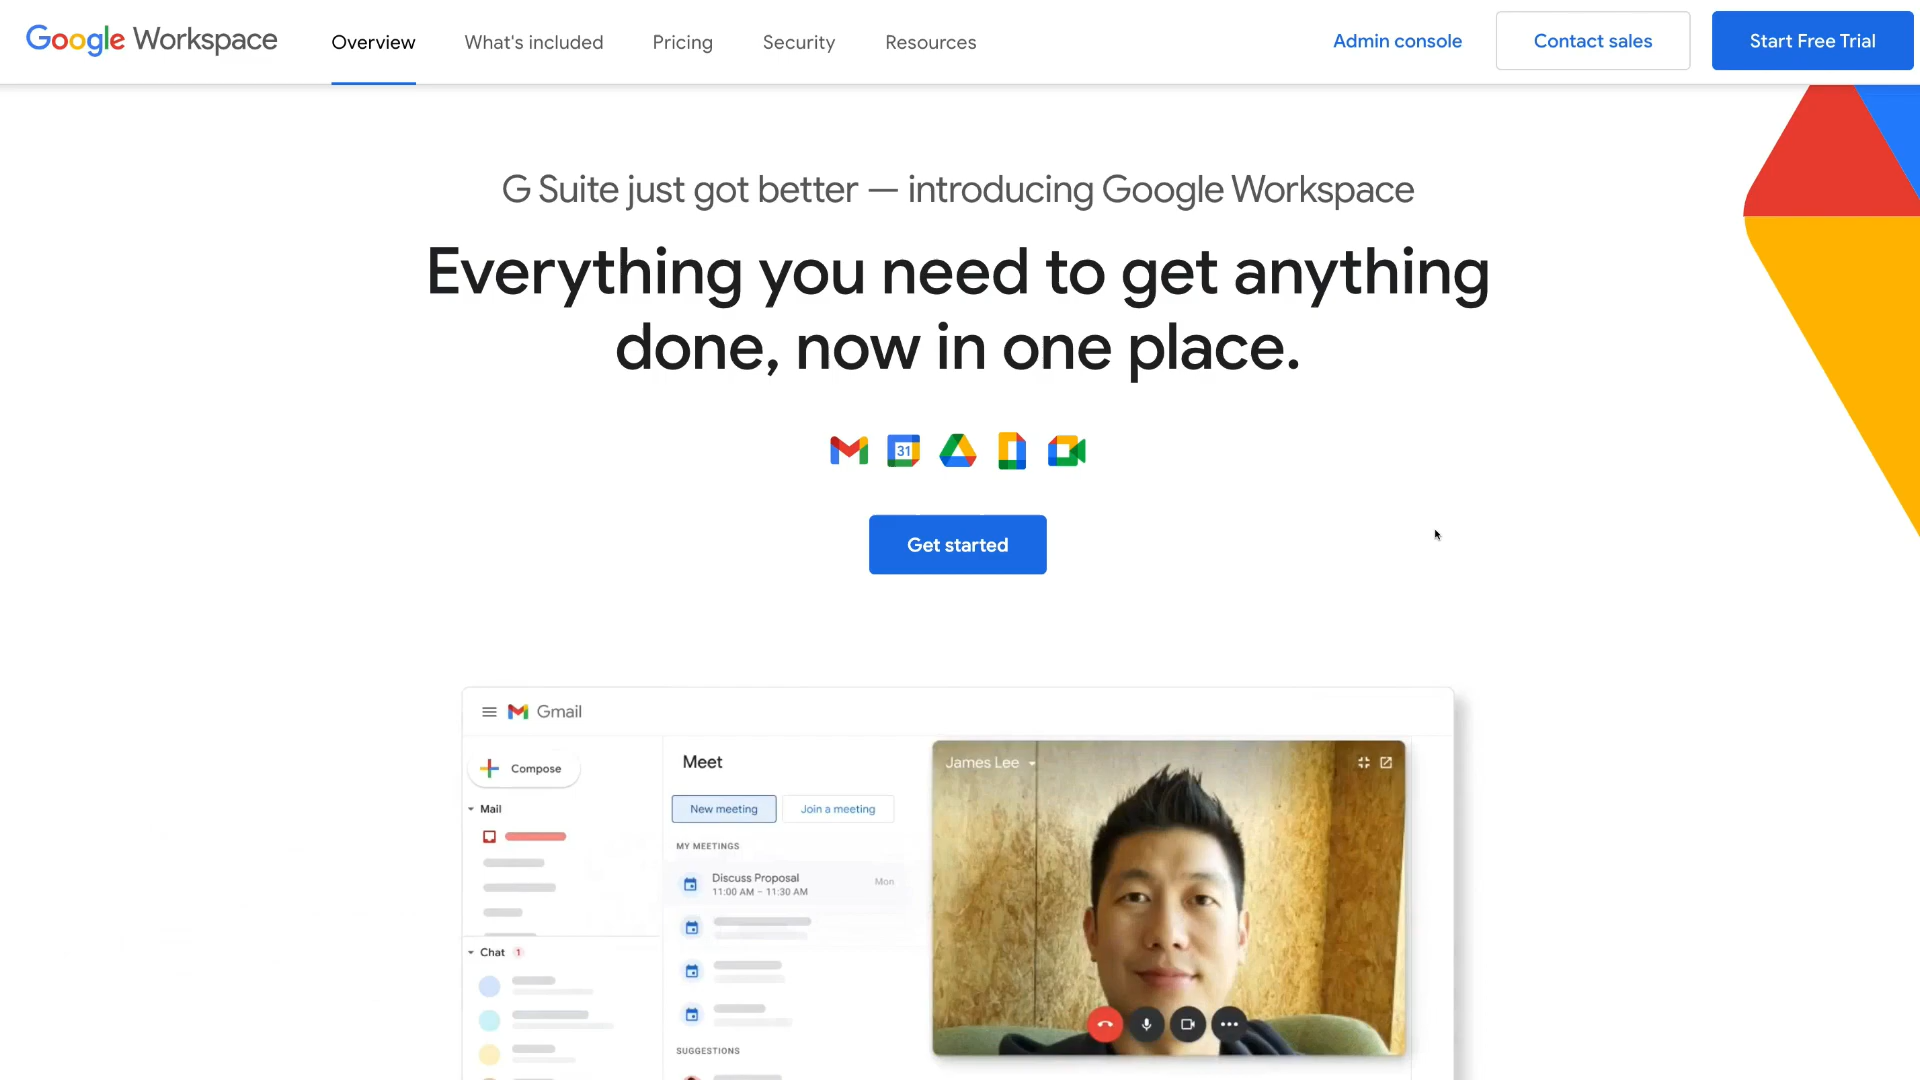 Google Workspace
Overview
What's included
Pricing
Security
Resources
Admin console
Contact sales
Start Free Trial
G Suite just got better — introducing Google Workspace
Everything you need to get anything
done, now in one place.
31
Get started
Gmail
Compose
Mail
Chat 1
Meet
New meeting
Join a meeting
MY MEETINGS
Discuss Proposal
11:00 AM – 11:30 AM
Mon
SUGGESTIONS
James Lee